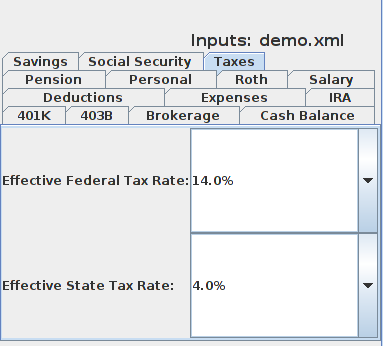 Inputs: demo.xml
Savings Social Security Taxes
Pension Personal Roth Salary
Deductions Expenses IRA
401K 403B Brokerage Cash Balance
Effective Federal Tax Rate: 14.0%
Effective State Tax Rate: 4.0%